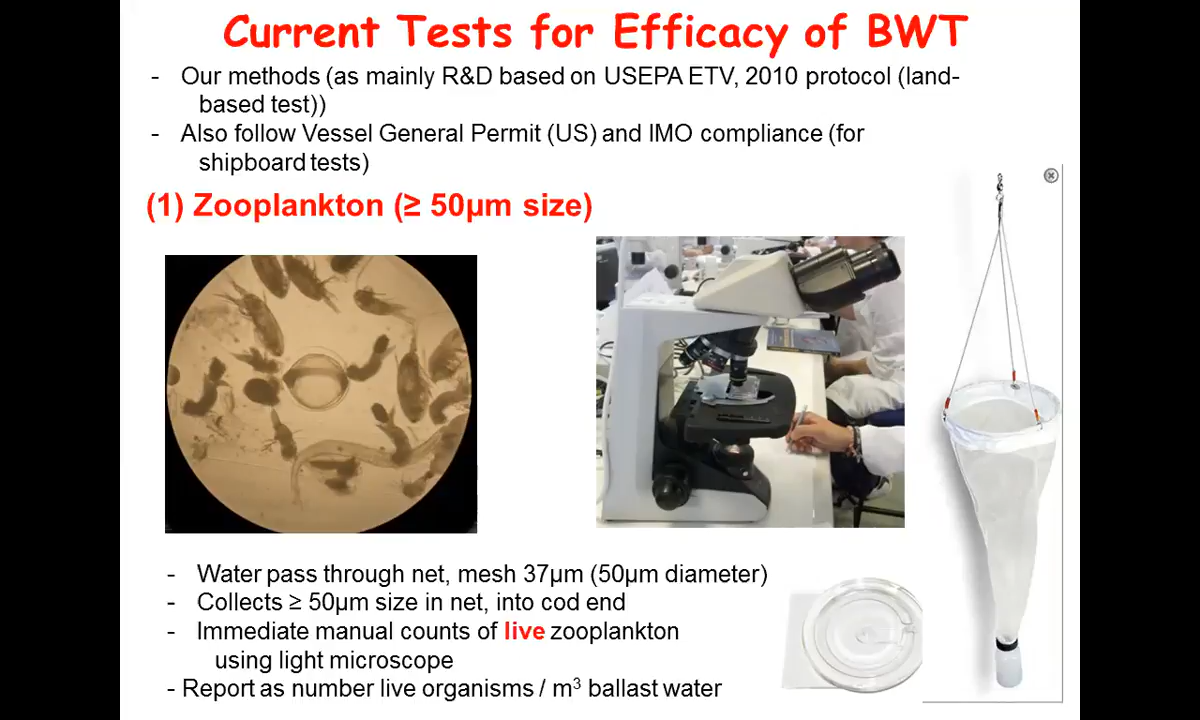 Current Tests for Efficacy of BWT
- Our methods (as mainly R&D based on USEPA ETV, 2010 protocol (land-
based test))
- Also follow Vessel General Permit (US) and IMO compliance (for
shipboard tests)
(1) Zooplankton (≥ 50µm size)
- Water pass through net, mesh 37µm (50µm diameter)
- Collects ≥ 50µm size in net, into cod end
- Immediate manual counts of live zooplankton
using light microscope
- Report as number live organisms / m³ ballast water